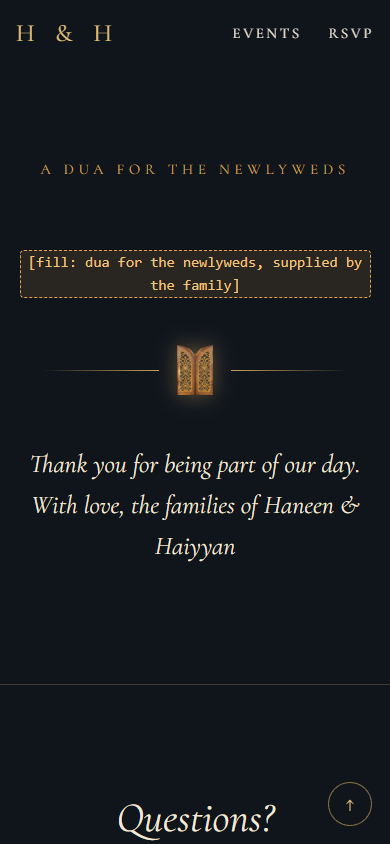 H & H
EVENTS RSVP
A DUA FOR THE NEWLYWEDS
[fill: dua for the newlyweds, supplied by
the family]
Thank you for being part of our day.
With love, the families of Haneen &
Haiyyan
Questions?
↑